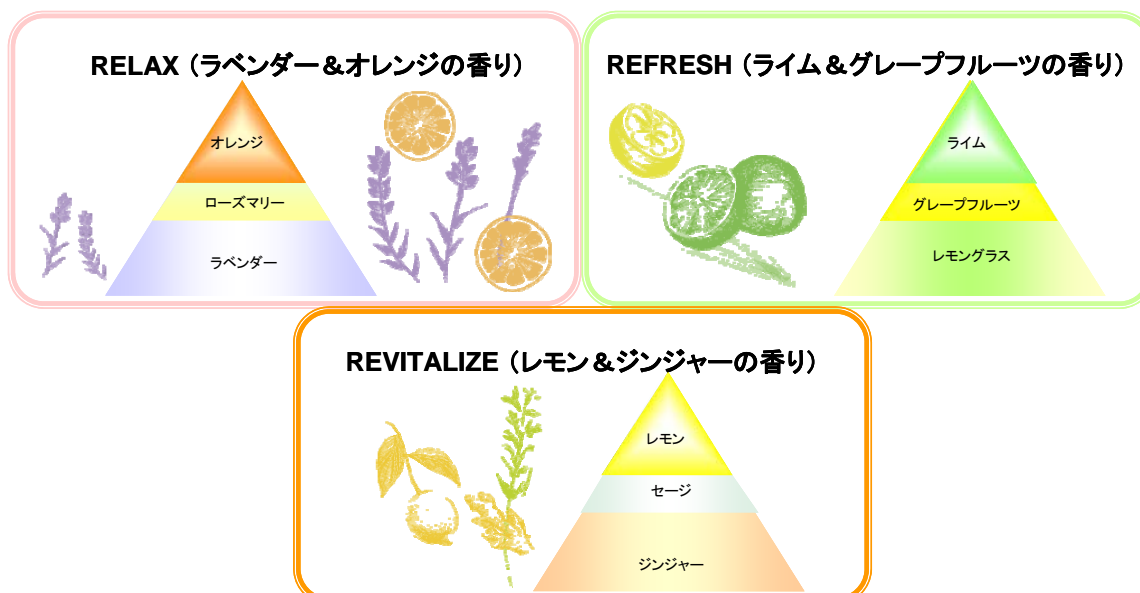 RELAX（ラベンダー＆オレンジの香り）
オレンジ
ローズマリー
ラベンダー
REFRESH（ライム＆グレープフルーツの香り）
ライム
グレープフルーツ
レモングラス
REVITALIZE（レモン＆ジンジャーの香り）
レモン
セージ
ジンジャー